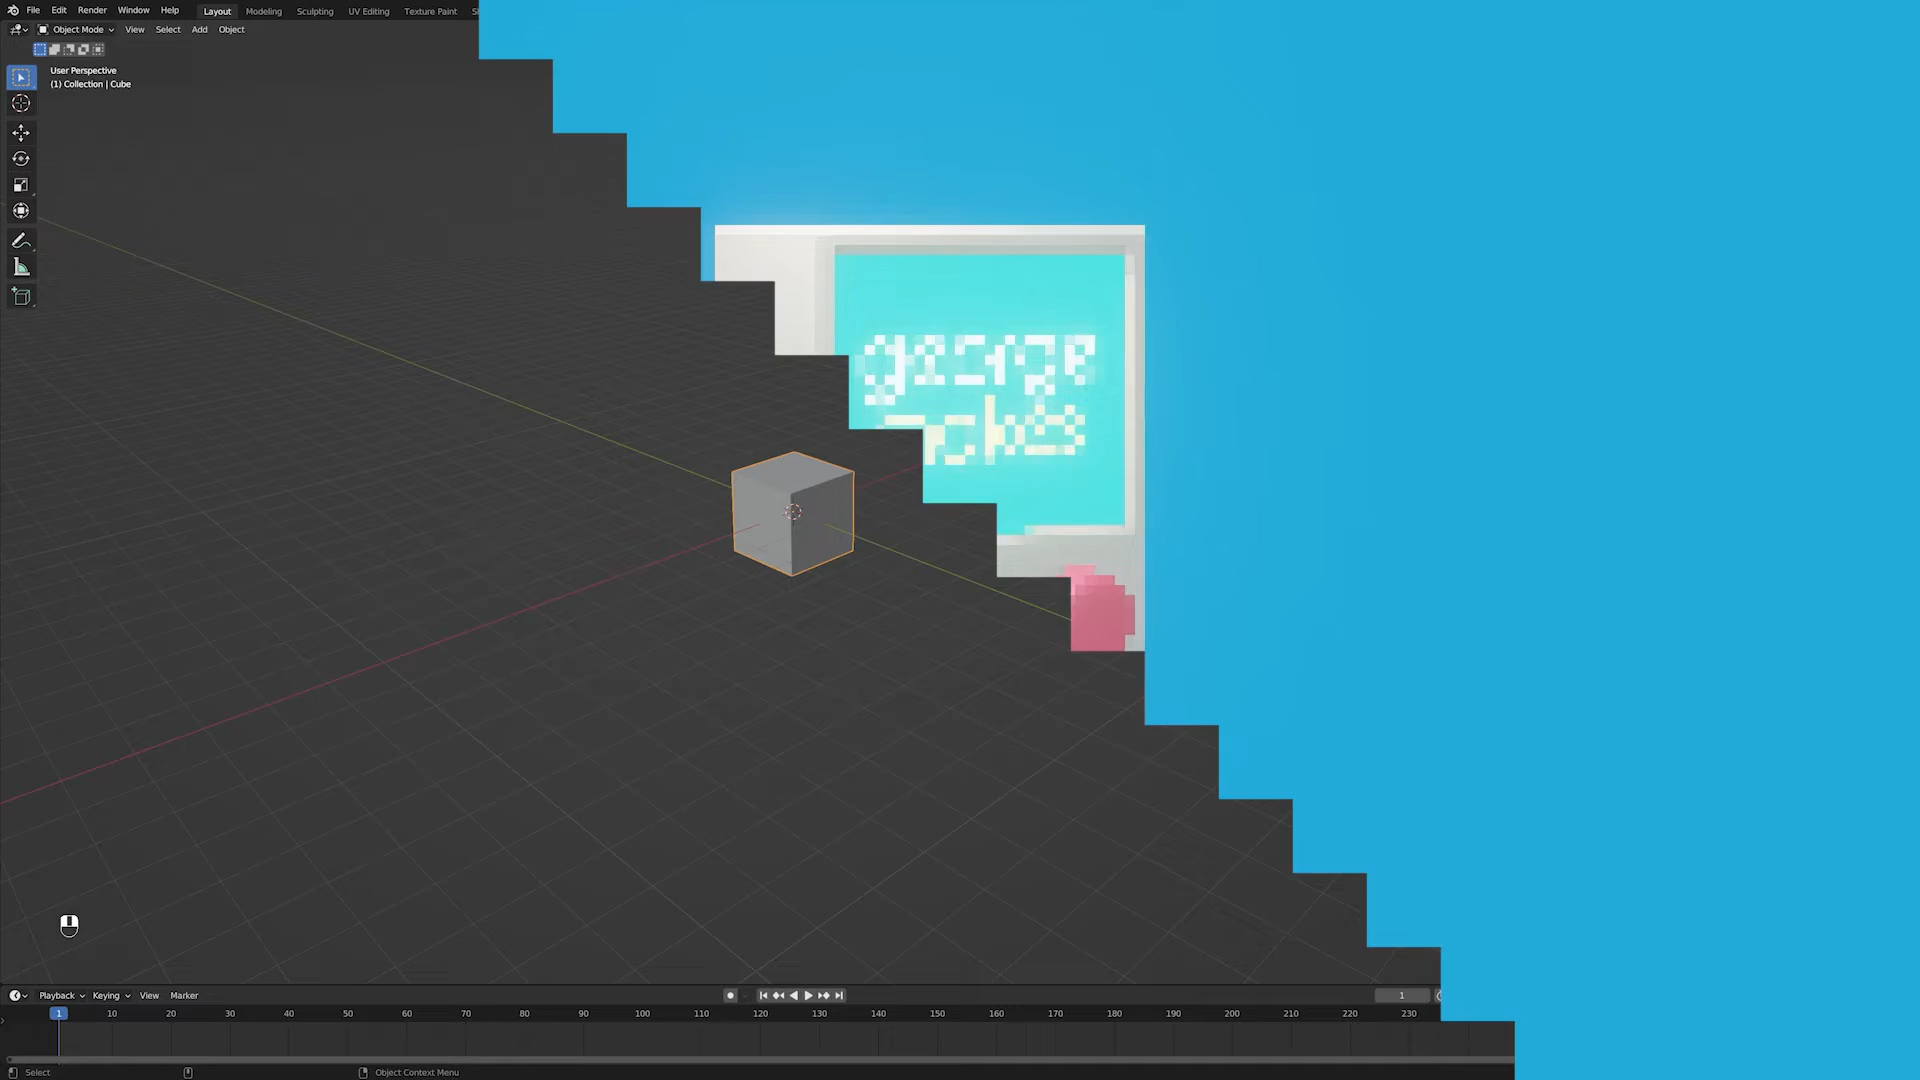 File Edit Render Window Help Layout Modeling Sculpting UV Editing Texture Paint
Object Mode View Select Add Object
User Perspective
(1) Collection | Cube
Playback Keying View Marker 1
1 10 20 30 40 50 60 70 80 90 100 110 120 130 140 150 160 170 180 190 200 210 220 230
Select Object Context Menu